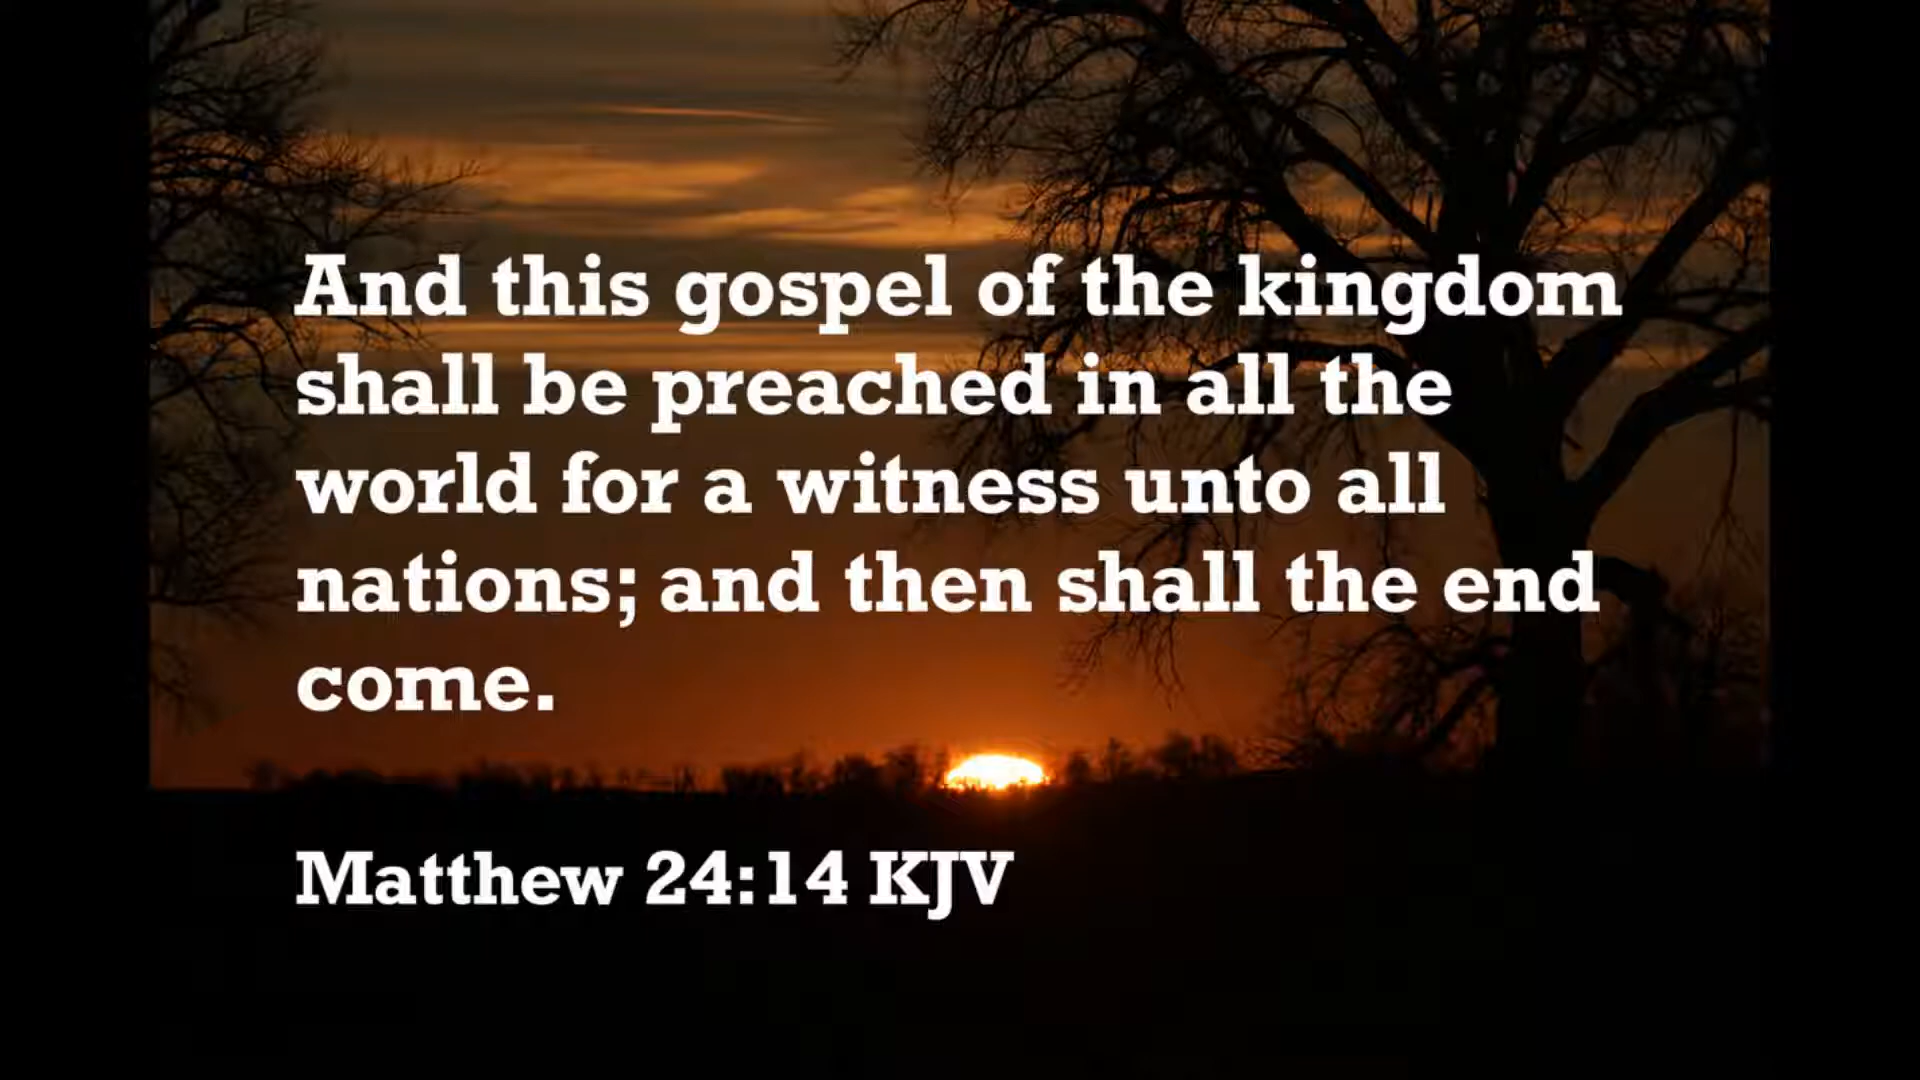 And this gospel of the kingdom
shall be preached in all the
world for a witness unto all
nations; and then shall the end
come.
Matthew 24:14 KJV